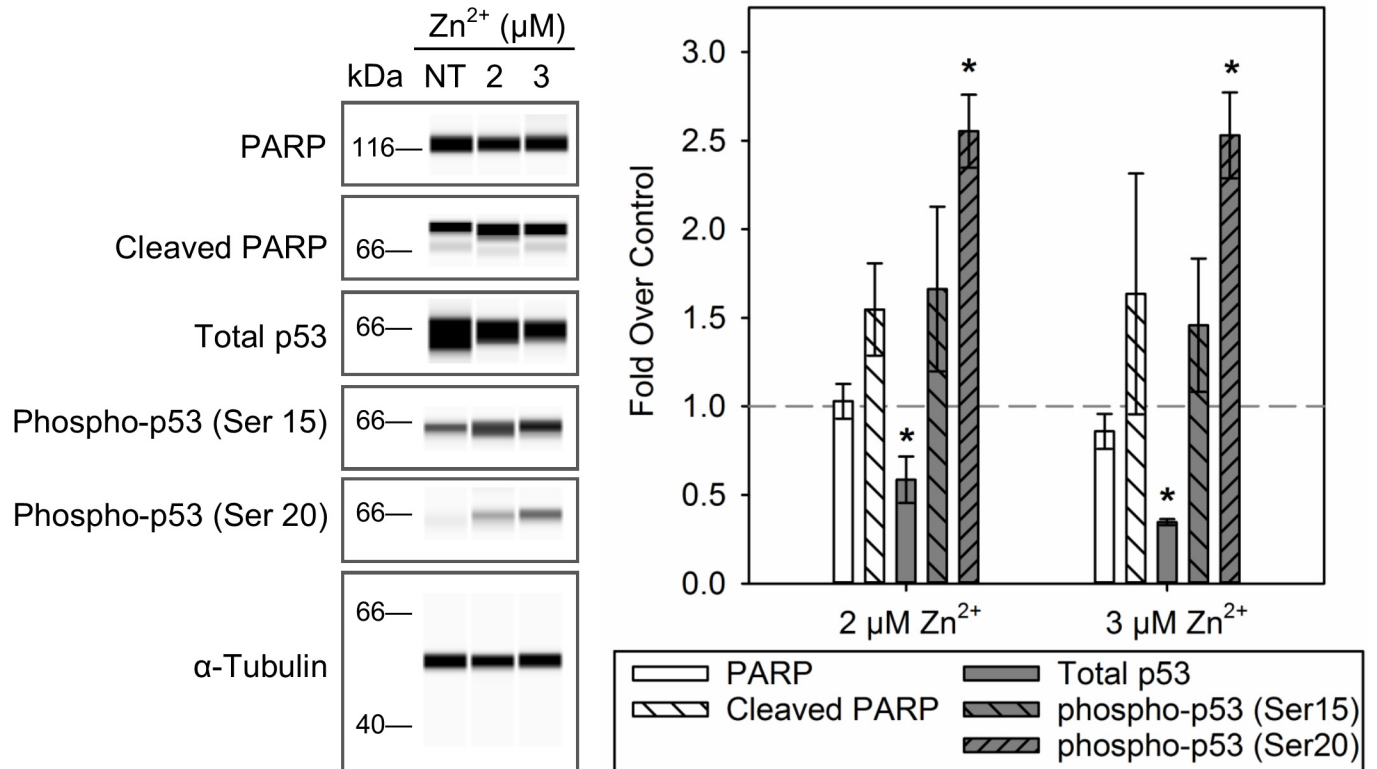 Zn²⁺ (µM)
kDa NT 2 3
PARP 116—
Cleaved PARP 66—
Total p53 66—
Phospho-p53 (Ser 15) 66—
Phospho-p53 (Ser 20) 66—
66—
α-Tubulin
40—
Fold Over Control
3.0
2.5
2.0
1.5
1.0
0.5
0.0
* *
* *
2 µM Zn²⁺ 3 µM Zn²⁺
PARP Total p53
Cleaved PARP phospho-p53 (Ser15)
phospho-p53 (Ser20)